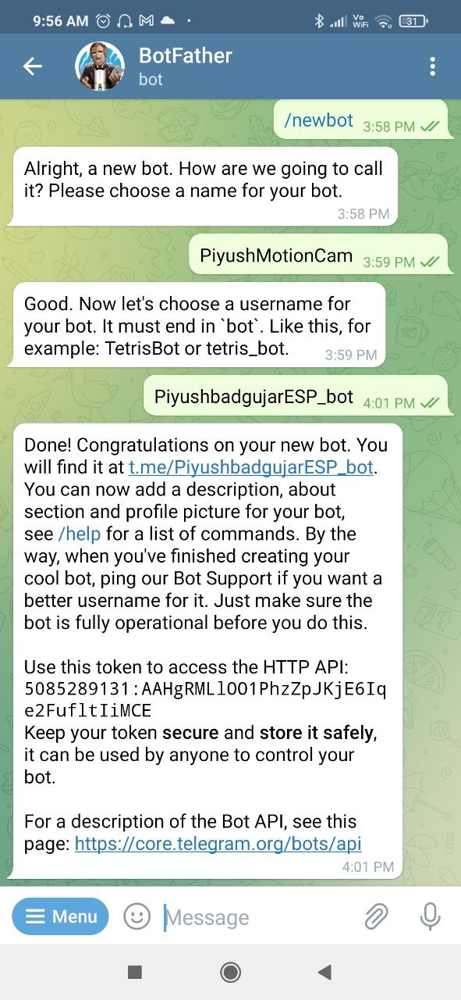 9:56 AM
Vo WiFi
31
BotFather
bot
/newbot 3:58 PM
Alright, a new bot. How are we going to call
it? Please choose a name for your bot.
3:58 PM
PiyushMotionCam 3:59 PM
Good. Now let's choose a username for
your bot. It must end in `bot`. Like this, for
example: TetrisBot or tetris_bot. 3:59 PM
PiyushbadgujarESP_bot 4:01 PM
Done! Congratulations on your new bot. You
will find it at t.me/PiyushbadgujarESP_bot.
You can now add a description, about
section and profile picture for your bot,
see /help for a list of commands. By the
way, when you've finished creating your
cool bot, ping our Bot Support if you want a
better username for it. Just make sure the
bot is fully operational before you do this.
Use this token to access the HTTP API:
5085289131:AAHgRMLlOO1PhzZpJKjE6Iq
e2FufltIiMCE
Keep your token secure and store it safely,
it can be used by anyone to control your
bot.
For a description of the Bot API, see this
page: https://core.telegram.org/bots/api
4:01 PM
Menu
Message